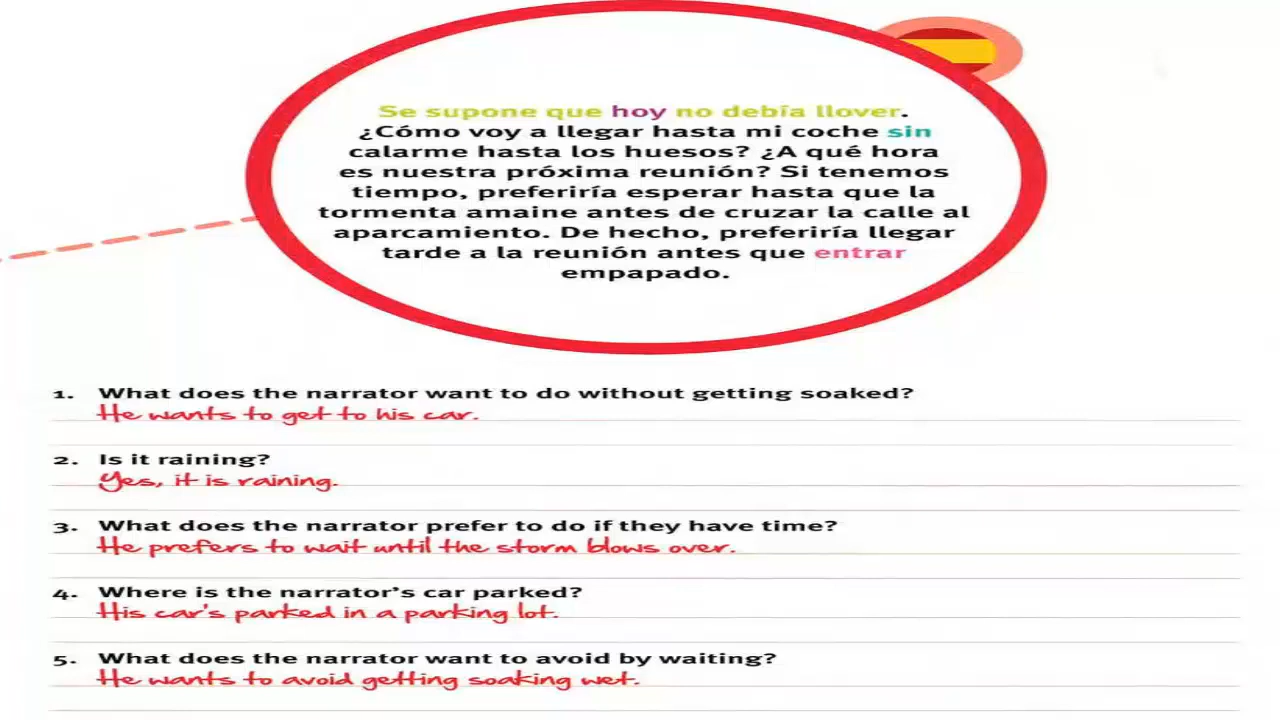 Se supone que hoy no debía llover.
¿Cómo voy a llegar hasta mi coche sin
calarme hasta los huesos? ¿A qué hora
es nuestra próxima reunión? Si tenemos
tiempo, preferiría esperar hasta que la
tormenta amaine antes de cruzar la calle al
aparcamiento. De hecho, preferiría llegar
tarde a la reunión antes que entrar
empapado.
1. What does the narrator want to do without getting soaked?
He wants to get to his car.
2. Is it raining?
Yes, it is raining.
3. What does the narrator prefer to do if they have time?
He prefers to wait until the storm blows over.
4. Where is the narrator's car parked?
His car's parked in a parking lot.
5. What does the narrator want to avoid by waiting?
He wants to avoid getting soaking wet.